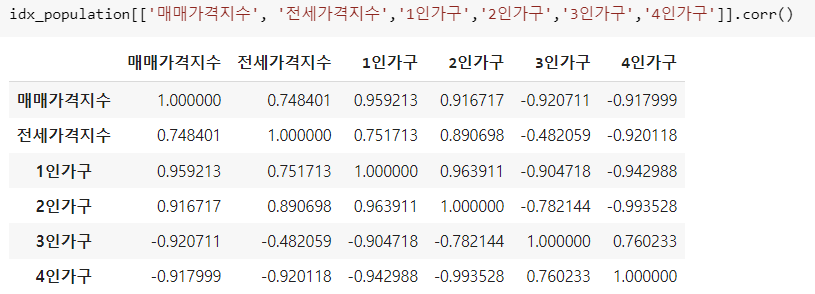 idx_population[['매매가격지수', '전세가격지수','1인가구','2인가구','3인가구','4인가구']].corr()
매매가격지수 전세가격지수 1인가구 2인가구 3인가구 4인가구
매매가격지수 1.000000 0.748401 0.959213 0.916717 -0.920711 -0.917999
전세가격지수 0.748401 1.000000 0.751713 0.890698 -0.482059 -0.920118
1인가구 0.959213 0.751713 1.000000 0.963911 -0.904718 -0.942988
2인가구 0.916717 0.890698 0.963911 1.000000 -0.782144 -0.993528
3인가구 -0.920711 -0.482059 -0.904718 -0.782144 1.000000 0.760233
4인가구 -0.917999 -0.920118 -0.942988 -0.993528 0.760233 1.000000